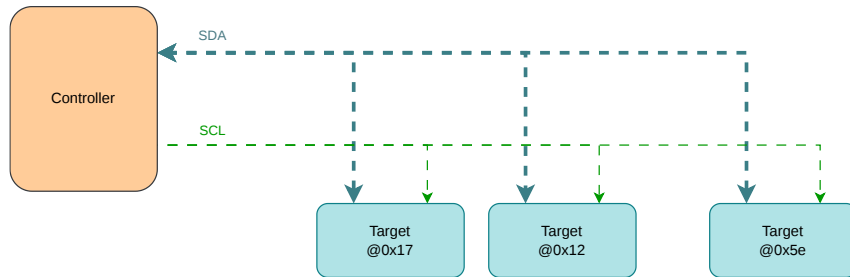 SDA
Controller
SCL
Target
@0x17
Target
@0x12
Target
@0x5e